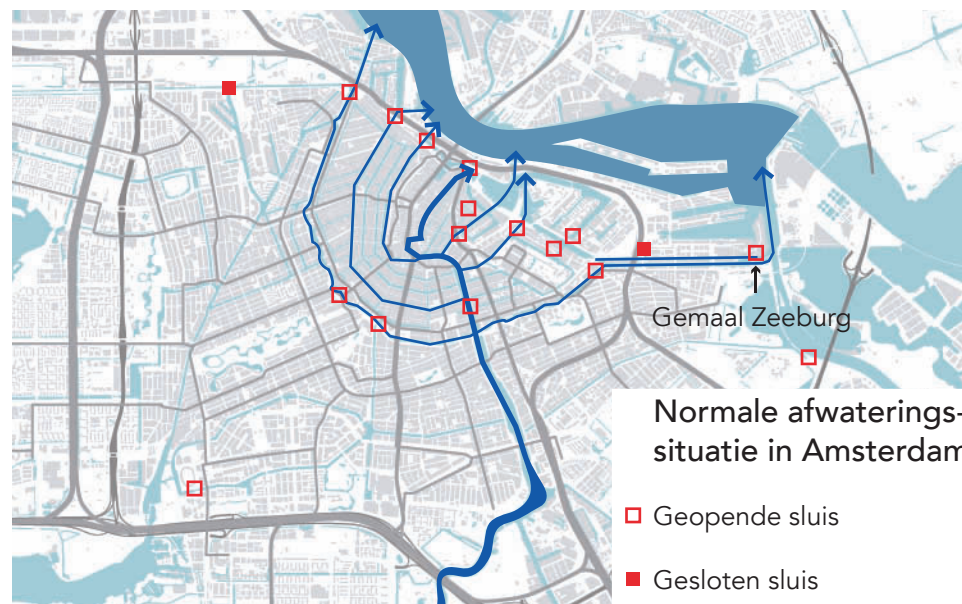 Gemaal Zeeburg
Normale afwaterings-
situatie in Amsterdam
Geopende sluis
Gesloten sluis